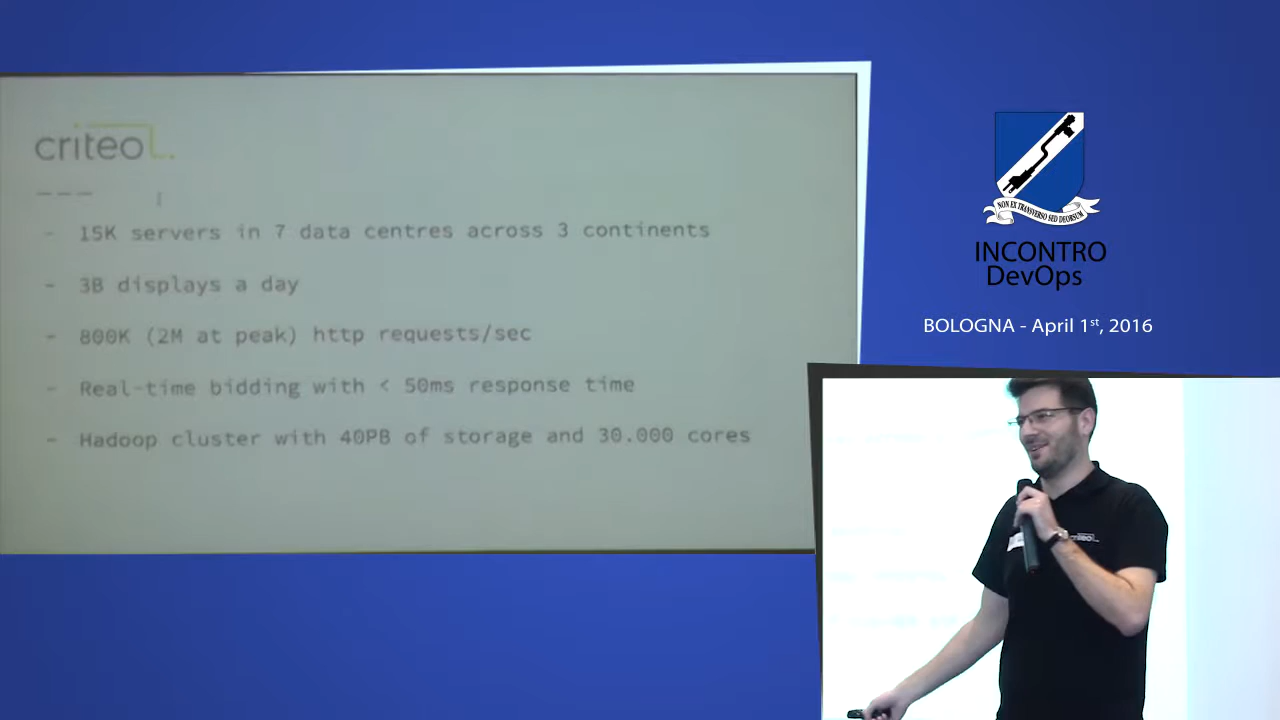 criteo
---
- 15K servers in 7 data centres across 3 continents
- 3B displays a day
- 800K (2M at peak) http requests/sec
- Real-time bidding with < 50ms response time
- Hadoop cluster with 40PB of storage and 30.000 cores
NON EX TRANSVERSO SED DEORSUM
INCONTRO
DevOps
BOLOGNA - April 1st, 2016
criteo